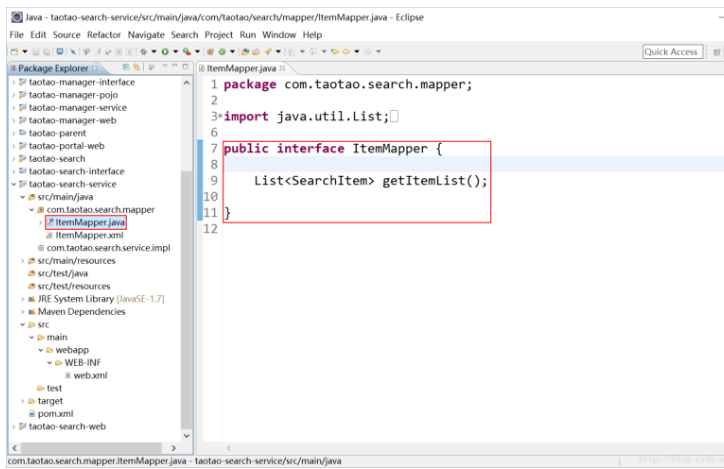 Java - taotao-search-service/src/main/java/com/taotao/search/mapper/ItemMapper.java - Eclipse
File Edit Source Refactor Navigate Search Project Run Window Help
Quick Access
Package Explorer
taotao-manager-interface
taotao-manager-pojo
taotao-manager-service
taotao-manager-web
taotao-parent
taotao-portal-web
taotao-search
taotao-search-interface
taotao-search-service
src/main/java
com.taotao.search.mapper
ItemMapper.java
ItemMapper.xml
com.taotao.search.service.impl
src/main/resources
src/test/java
src/test/resources
JRE System Library [JavaSE-1.7]
Maven Dependencies
src
main
webapp
WEB-INF
web.xml
test
target
pom.xml
taotao-search-web
ItemMapper.java
1 package com.taotao.search.mapper;
2
3 import java.util.List;
6
7 public interface ItemMapper {
8
9 List<SearchItem> getItemList();
10
11 }
12
com.taotao.search.mapper.ItemMapper.java - taotao-search-service/src/main/java